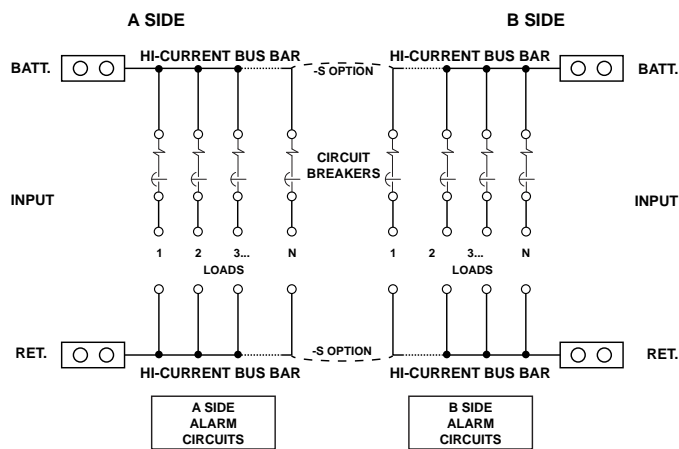 A SIDE B SIDE
HI-CURRENT BUS BAR HI-CURRENT BUS BAR
BATT. -S OPTION BATT.
CIRCUIT
BREAKERS
INPUT INPUT
1 2 3... N 1 2 3... N
LOADS LOADS
RET. -S OPTION RET.
HI-CURRENT BUS BAR HI-CURRENT BUS BAR
A SIDE
ALARM
CIRCUITS
B SIDE
ALARM
CIRCUITS